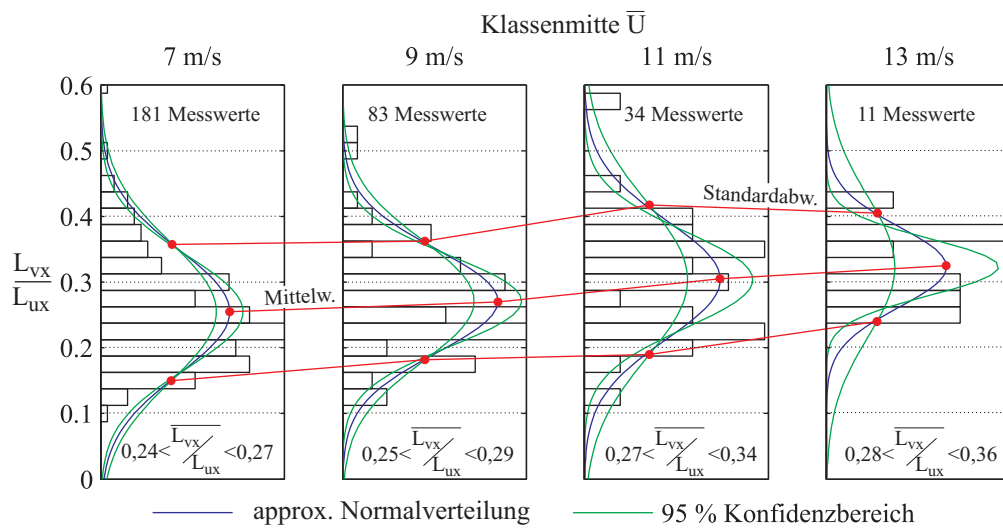 Klassenmitte U̅
7 m/s 9 m/s 11 m/s 13 m/s
0.6
181 Messwerte 83 Messwerte 34 Messwerte 11 Messwerte
0.5
Standardabw.
0.4
0.3
L_vx
L_ux
Mittelw.
0.2
0.1
0,24< L_vx/L_ux <0,27 0,25< L_vx/L_ux <0,29 0,27< L_vx/L_ux <0,34 0,28< L_vx/L_ux <0,36
0
approx. Normalverteilung 95 % Konfidenzbereich